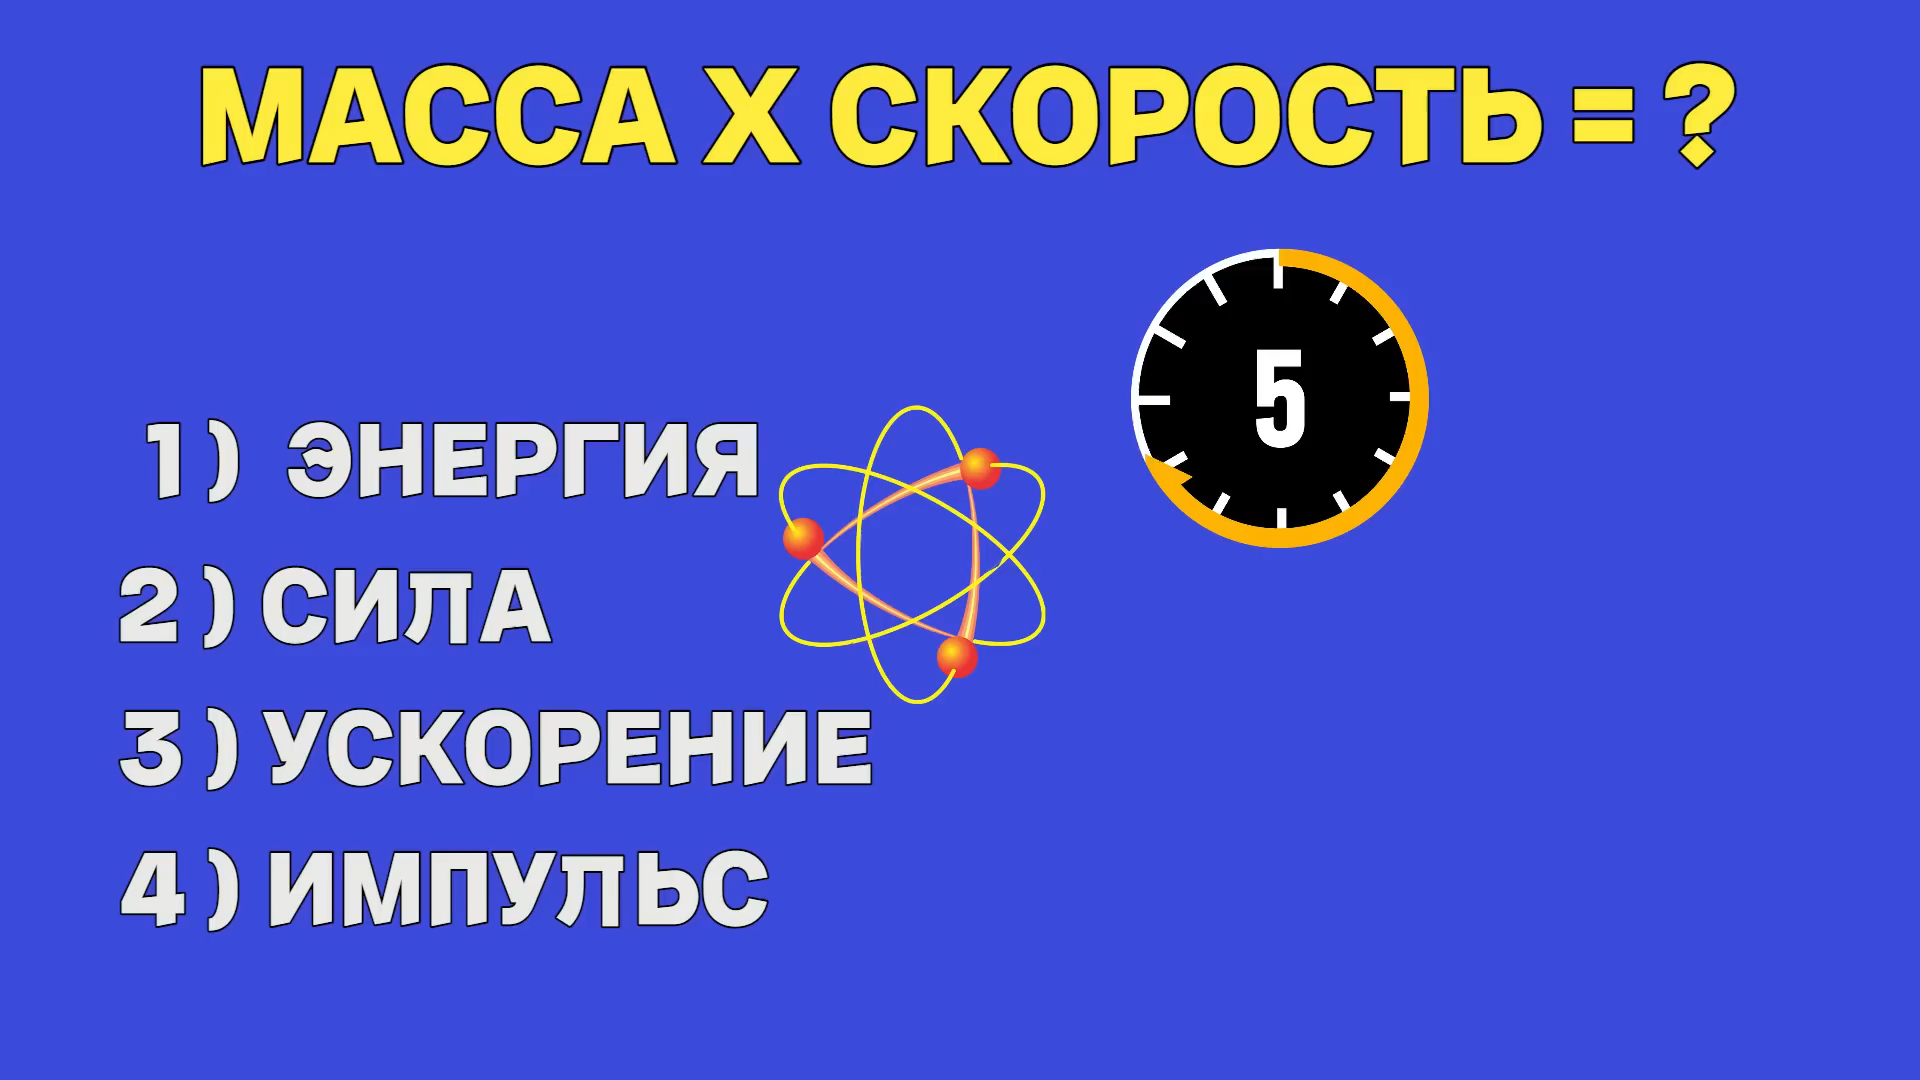 МАССА Х СКОРОСТЬ = ?
5
1) ЭНЕРГИЯ
2) СИЛА
3) УСКОРЕНИЕ
4) ИМПУЛЬС